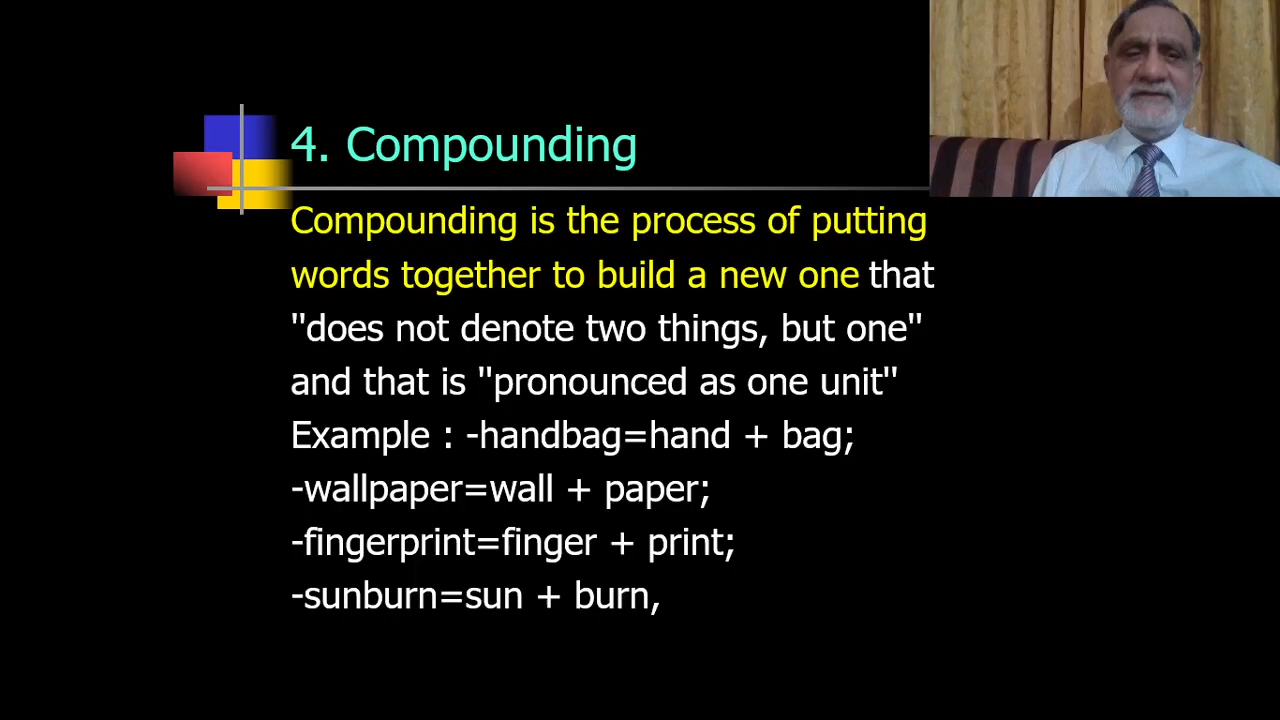 4. Compounding
Compounding is the process of putting
words together to build a new one that
"does not denote two things, but one"
and that is "pronounced as one unit"
Example : -handbag=hand + bag;
-wallpaper=wall + paper;
-fingerprint=finger + print;
-sunburn=sun + burn,